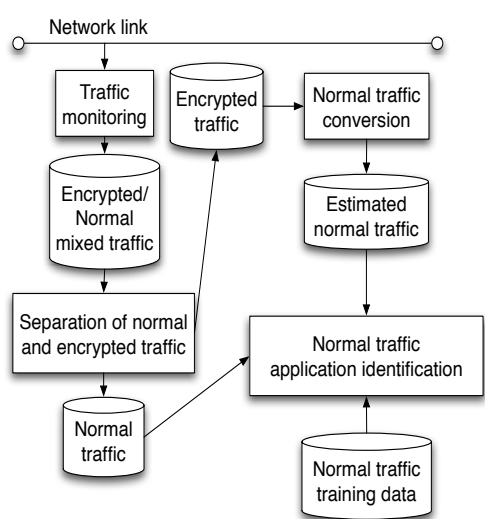 Network link
Traffic
monitoring
Encrypted/
Normal
mixed traffic
Separation of normal
and encrypted traffic
Normal
traffic
Encrypted
traffic
Normal traffic
conversion
Estimated
normal traffic
Normal traffic
application identification
Normal traffic
training data